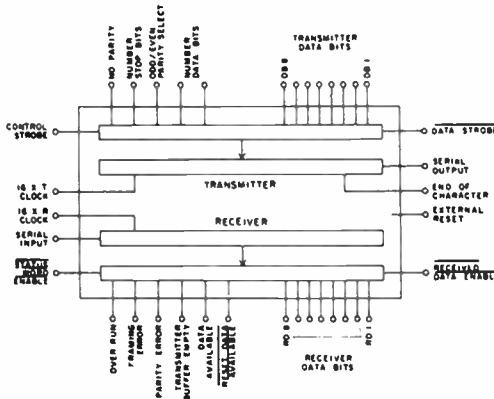 NO PARITY
NUMBER
STOP BITS
ODD/EVEN
PARITY SELECT
NUMBER
DATA BITS
TRANSMITTER
DATA BITS
DB 8
DB 1
CONTROL
STROBE
DATA STROBE
SERIAL
OUTPUT
TRANSMITTER
16 X T
CLOCK
END OF
CHARACTER
16 X R
CLOCK
RECEIVER
EXTERNAL
RESET
SERIAL
INPUT
STATUS
WORD
ENABLE
RECEIVED
DATA ENABLE
OVER RUN
FRAMING
ERROR
PARITY ERROR
TRANSMITTER
BUFFER EMPTY
DATA
AVAILABLE
RESET DATA
AVAILABLE
RD 8
RD 1
RECEIVER
DATA BITS